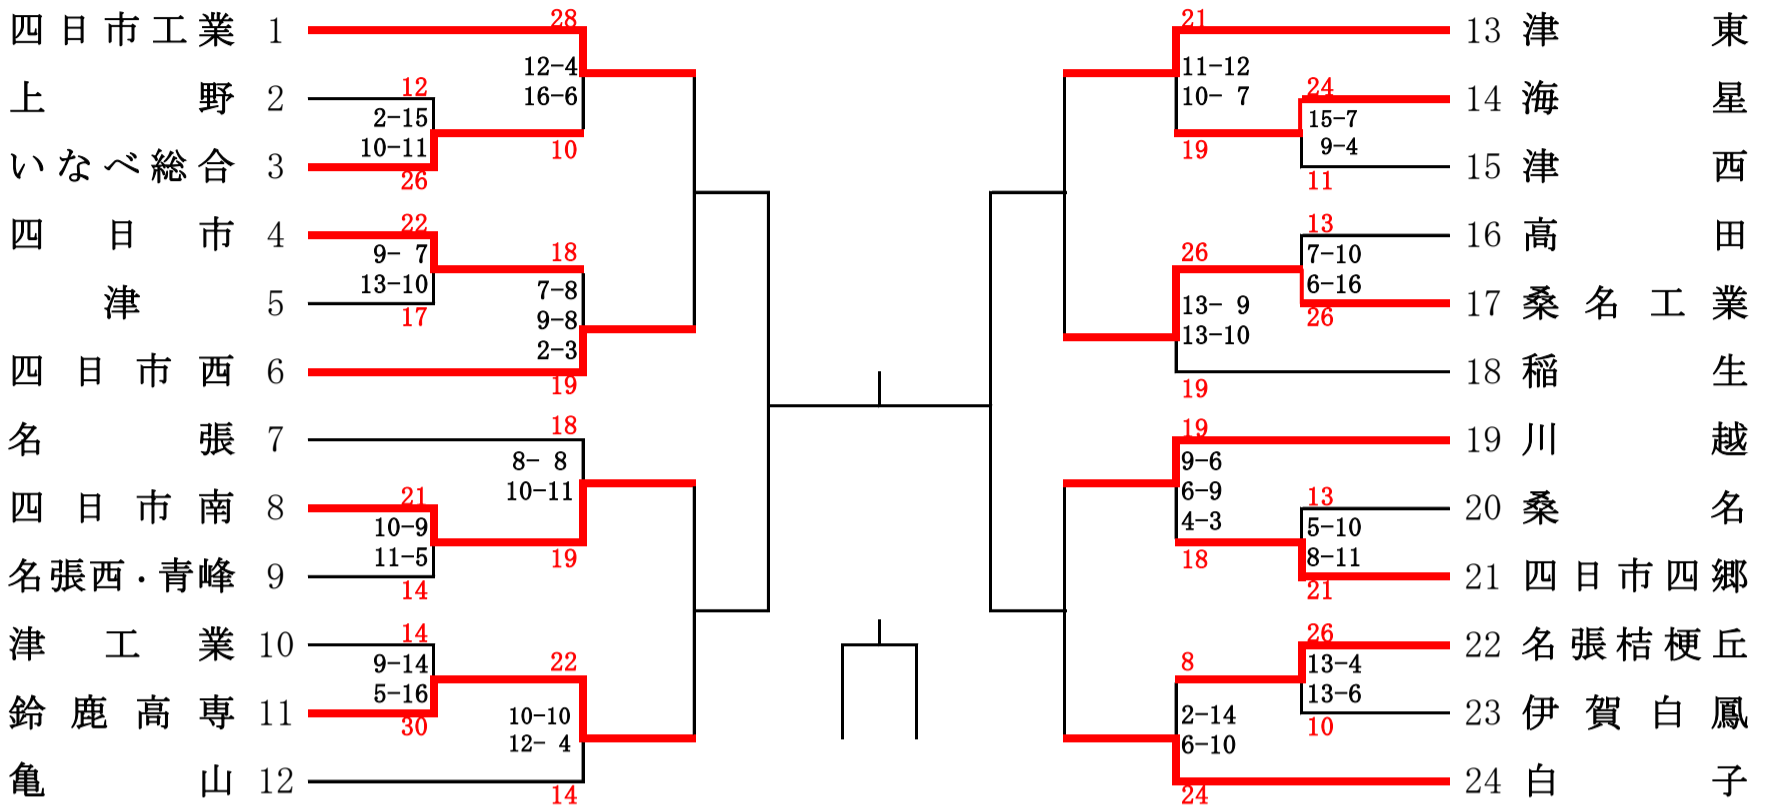 四日市工業 1 28 21 13 津東
12-4 11-12
上野 2 12 16-6 10- 7 24 14 海星
2-15 15-7
10-11 10 19 9-4
いなべ総合 3 26 11 15 津西
四日市 4 22 18 26 13 16 高田
9- 7 7-10
13-10 7-8 13- 9 6-16
津 5 17 9-8 13-10 26 17 桑名工業
2-3
四日市西 6 19 19 18 稲生
名張 7 18 19 19 川越
8- 8 9-6
10-11 6-9
四日市南 8 21 4-3 13 20 桑名
10-9 5-10
11-5 19 18 8-11
名張西・青峰 9 14 21 21 四日市四郷
津工業 10 14 22 8 26 22 名張桔梗丘
9-14 13-4
5-16 10-10 2-14 13-6
鈴鹿高専 11 30 12- 4 6-10 10 23 伊賀白鳳
亀山 12 14 24 24 白子